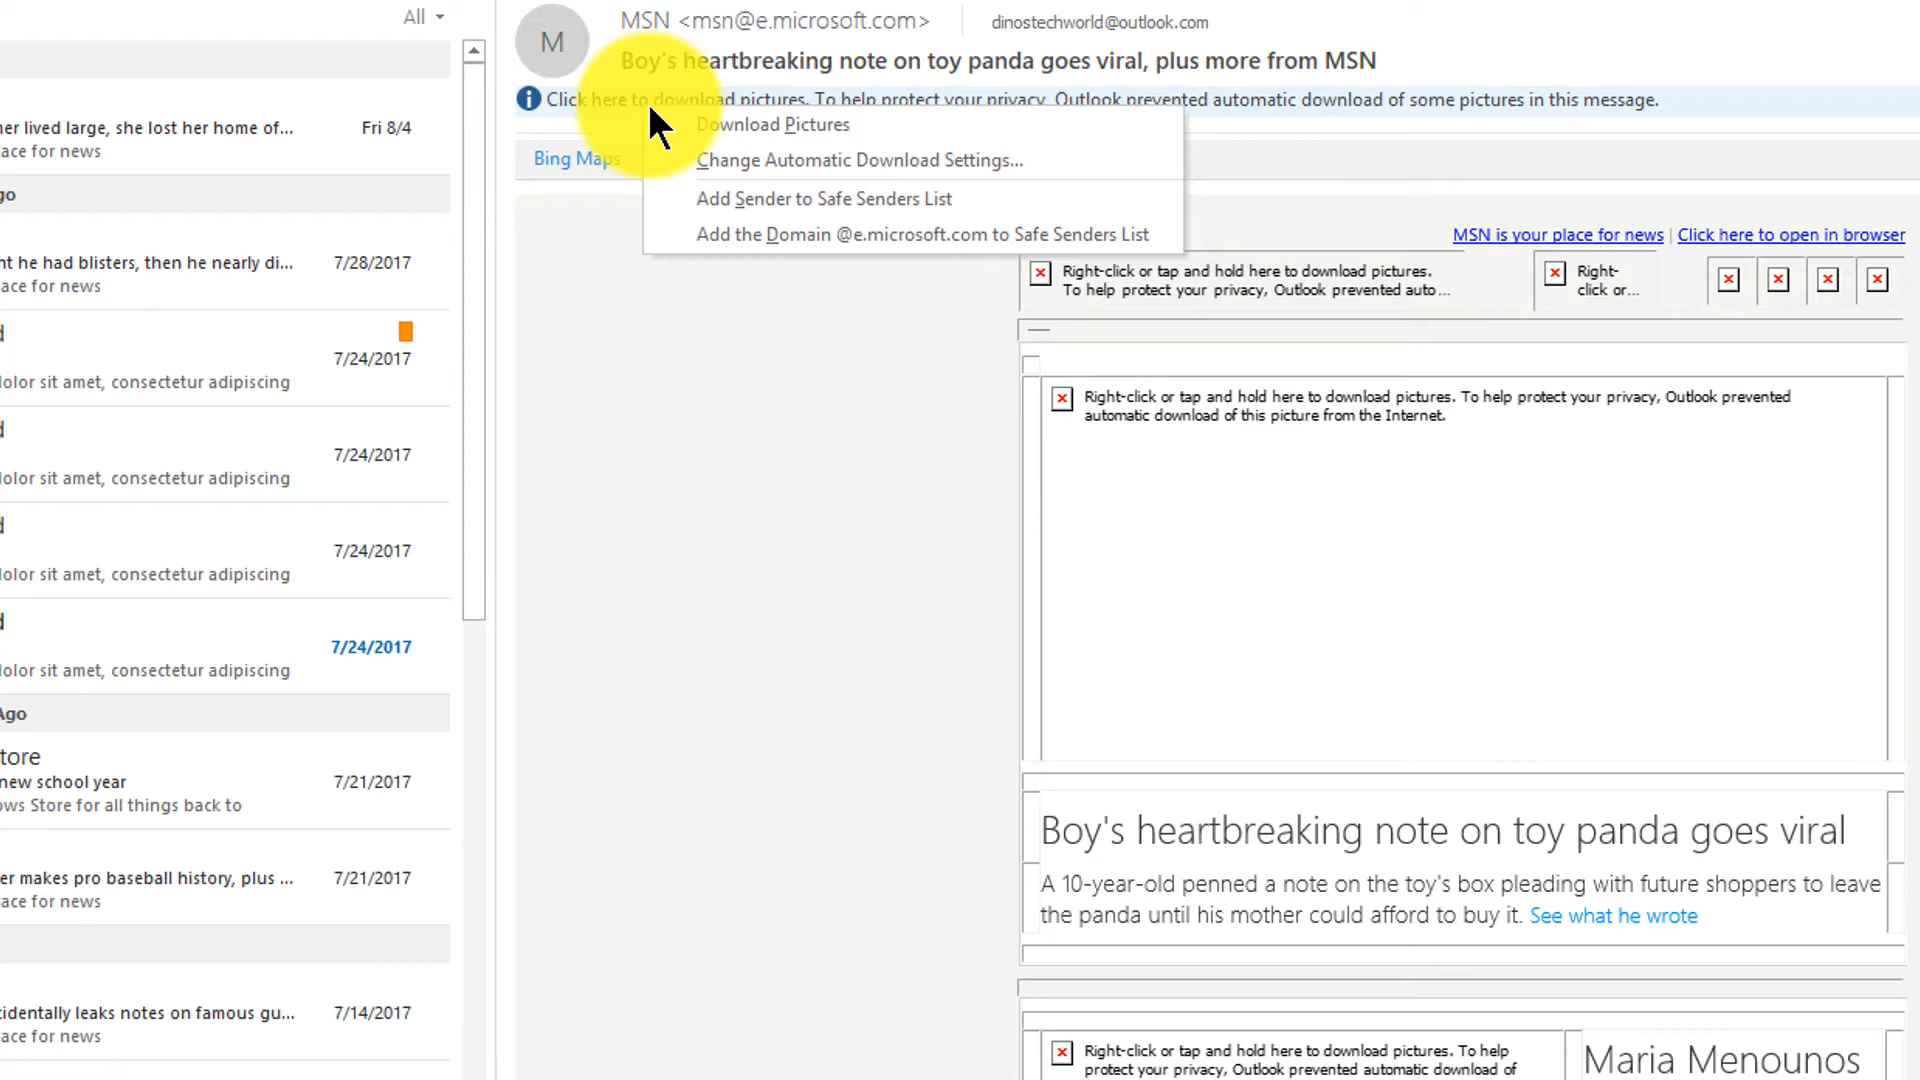 All
her lived large, she lost her home of... Fri 8/4
lace for news
go
ht he had blisters, then he nearly di... 7/28/2017
lace for news
d
7/24/2017
dolor sit amet, consectetur adipiscing
d
7/24/2017
dolor sit amet, consectetur adipiscing
d
7/24/2017
dolor sit amet, consectetur adipiscing
d
7/24/2017
dolor sit amet, consectetur adipiscing
Ago
tore
new school year 7/21/2017
ows Store for all things back to
er makes pro baseball history, plus ... 7/21/2017
lace for news
cidentally leaks notes on famous gu... 7/14/2017
lace for news
M
MSN <msn@e.microsoft.com> dinostechworld@outlook.com
Boy's heartbreaking note on toy panda goes viral, plus more from MSN
Click here to download pictures. To help protect your privacy, Outlook prevented automatic download of some pictures in this message.
Bing Maps
Download Pictures
Change Automatic Download Settings...
Add Sender to Safe Senders List
Add the Domain @e.microsoft.com to Safe Senders List
MSN is your place for news | Click here to open in browser
Right-click or tap and hold here to download pictures.
To help protect your privacy, Outlook prevented auto...
Right-
click or...
Right-click or tap and hold here to download pictures. To help protect your privacy, Outlook prevented
automatic download of this picture from the Internet.
Boy's heartbreaking note on toy panda goes viral
A 10-year-old penned a note on the toy's box pleading with future shoppers to leave
the panda until his mother could afford to buy it. See what he wrote
Right-click or tap and hold here to download pictures. To help
protect your privacy, Outlook prevented automatic download of
Maria Menounos